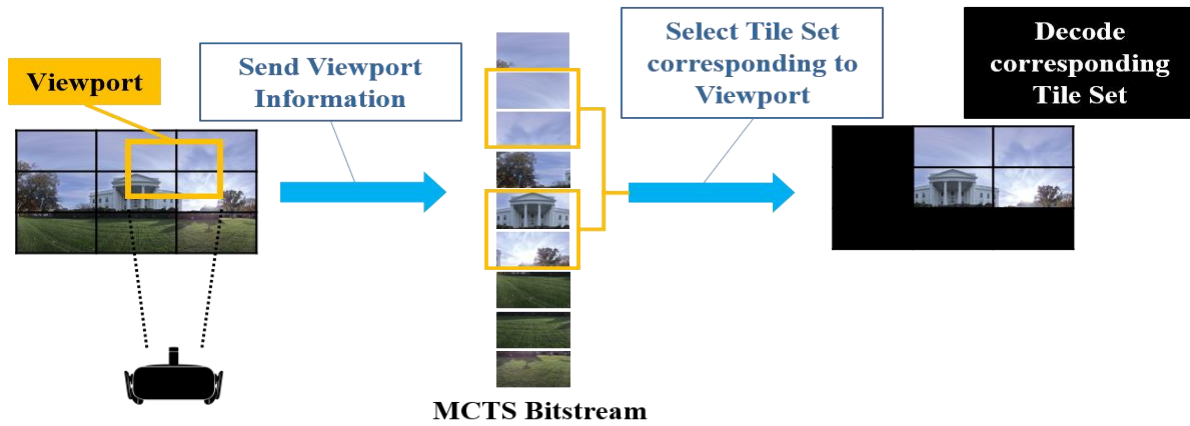 Viewport
Send Viewport
Information
Select Tile Set
corresponding to
Viewport
Decode
corresponding
Tile Set
MCTS Bitstream